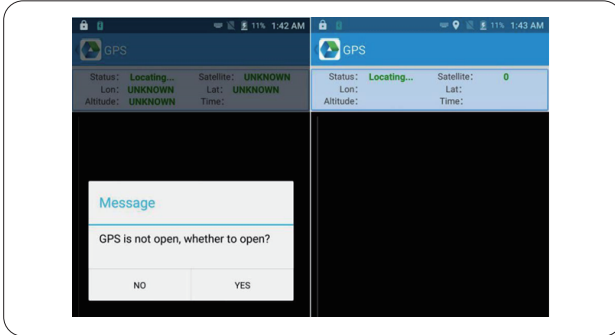 11% 1:42 AM
GPS
Status: Locating... Satellite: UNKNOWN
Lon: UNKNOWN Lat: UNKNOWN
Altitude: UNKNOWN Time:
Message
GPS is not open, whether to open?
NO YES
11% 1:43 AM
GPS
Status: Locating... Satellite: 0
Lon: Lat:
Altitude: Time: